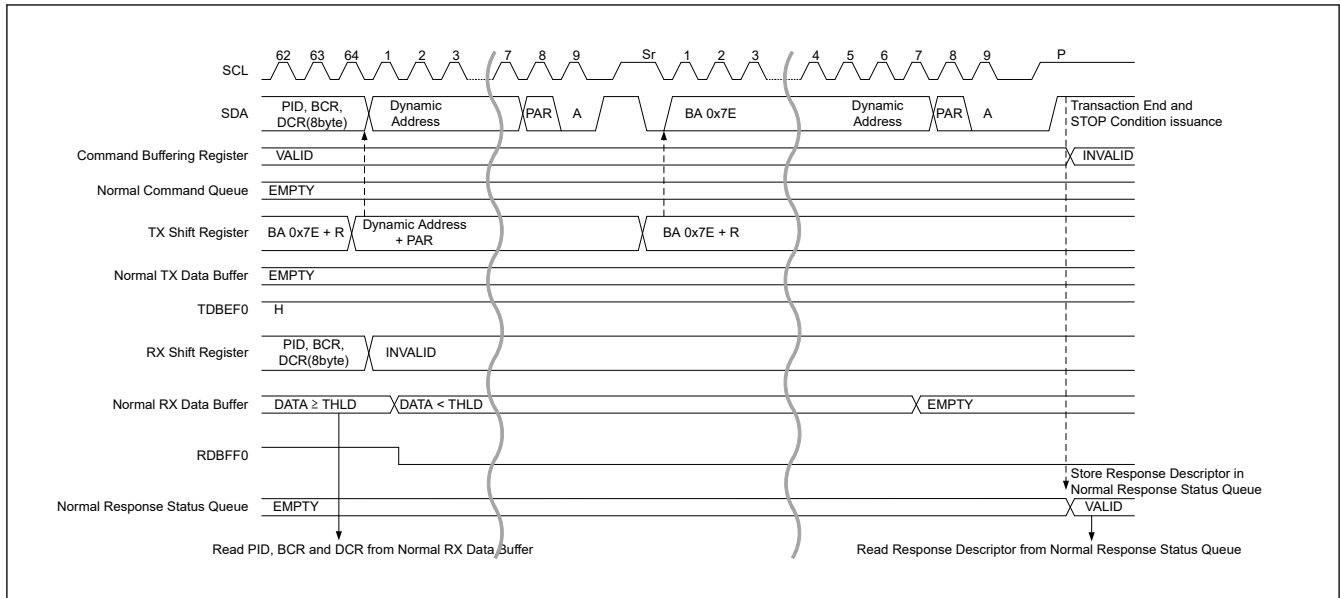 62 63 64 1 2 3 7 8 9 Sr 1 2 3 4 5 6 7 8 9 P
SCL
SDA PID, BCR, DCR(8byte) Dynamic Address PAR A BA 0x7E Dynamic Address PAR A Transaction End and STOP Condition issuance
Command Buffering Register VALID INVALID
Normal Command Queue EMPTY
TX Shift Register BA 0x7E + R Dynamic Address + PAR BA 0x7E + R
Normal TX Data Buffer EMPTY
TDBEF0 H
RX Shift Register PID, BCR, DCR(8byte) INVALID
Normal RX Data Buffer DATA ≥ THLD DATA < THLD EMPTY
RDBFF0
Store Response Descriptor in
Normal Response Status Queue
Normal Response Status Queue EMPTY VALID
Read PID, BCR and DCR from Normal RX Data Buffer Read Response Descriptor from Normal Response Status Queue